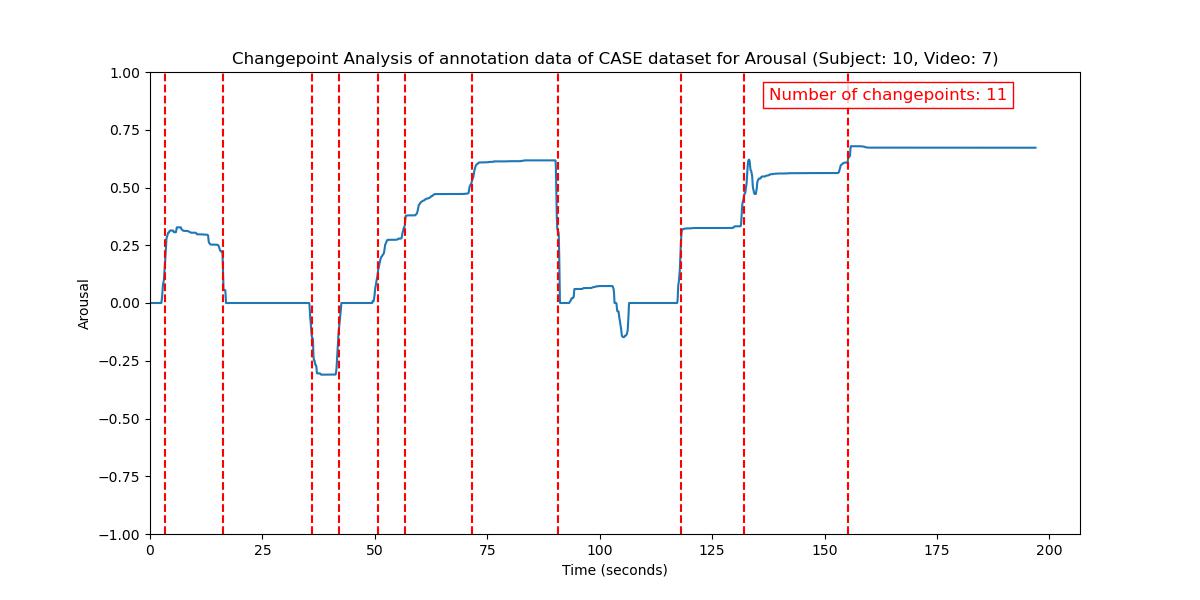 Changepoint Analysis of annotation data of CASE dataset for Arousal (Subject: 10, Video: 7)
Number of changepoints: 11
1.00
0.75
0.50
0.25
0.00
−0.25
−0.50
−0.75
−1.00
Arousal
0 25 50 75 100 125 150 175 200
Time (seconds)